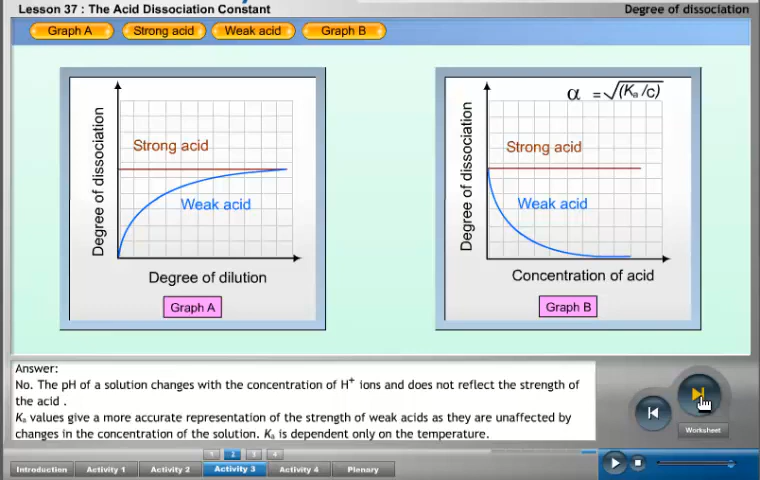 Lesson 37 : The Acid Dissociation Constant
Degree of dissociation
Graph A
Strong acid
Weak acid
Graph B
Degree of dissociation
Strong acid
Weak acid
Degree of dilution
Graph A
α = √(Kₐ/c)
Degree of dissociation
Strong acid
Weak acid
Concentration of acid
Graph B
Answer:
No. The pH of a solution changes with the concentration of H⁺ ions and does not reflect the strength of
the acid .
Kₐ values give a more accurate representation of the strength of weak acids as they are unaffected by
changes in the concentration of the solution. Kₐ is dependent only on the temperature.
Worksheet
1 2 3 4
Introduction
Activity 1
Activity 2
Activity 3
Activity 4
Plenary